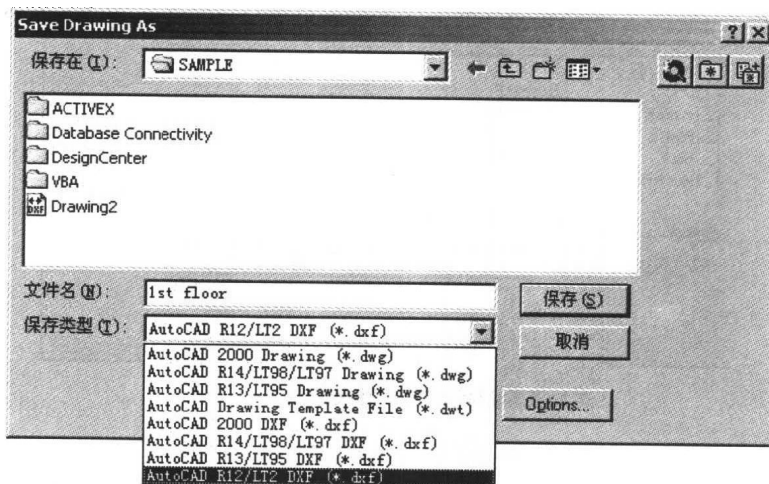 Save Drawing As
保存在(I):
SAMPLE
ACTIVEX
Database Connectivity
DesignCenter
VBA
DXF
Drawing2
文件名(N):
1st floor
保存(S)
保存类型(T):
AutoCAD R12/LT2 DXF (*.dxf)
取消
AutoCAD 2000 Drawing (*.dwg)
AutoCAD R14/LT98/LT97 Drawing (*.dwg)
AutoCAD R13/LT95 Drawing (*.dwg)
AutoCAD Drawing Template File (*.dwt)
AutoCAD 2000 DXF (*.dxf)
AutoCAD R14/LT98/LT97 DXF (*.dxf)
AutoCAD R13/LT95 DXF (*.dxf)
AutoCAD R12/LT2 DXF (*.dxf)
Options...